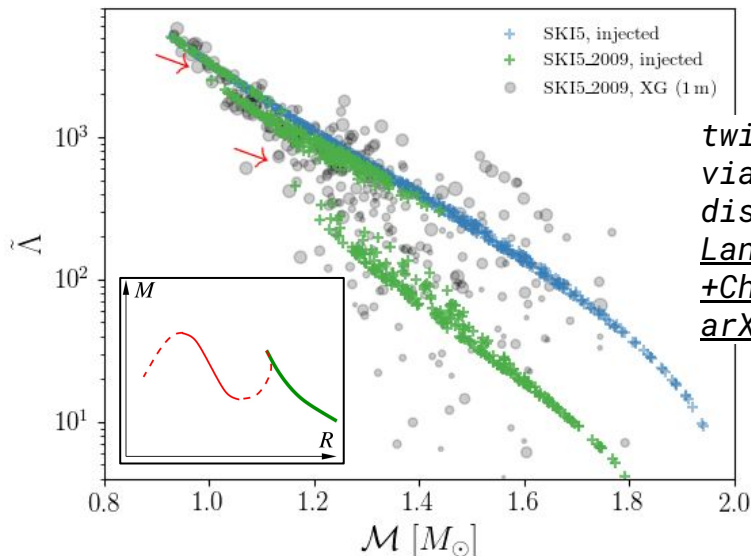 SKI5, injected
SKI5_2009, injected
SKI5_2009, XG (1 m)
10³
10²
10¹
Λ̃
M
R
0.8 1.0 1.2 1.4 1.6 1.8 2.0
ℳ [M☉]
twi
via
dis
Lan
+Ch
arX